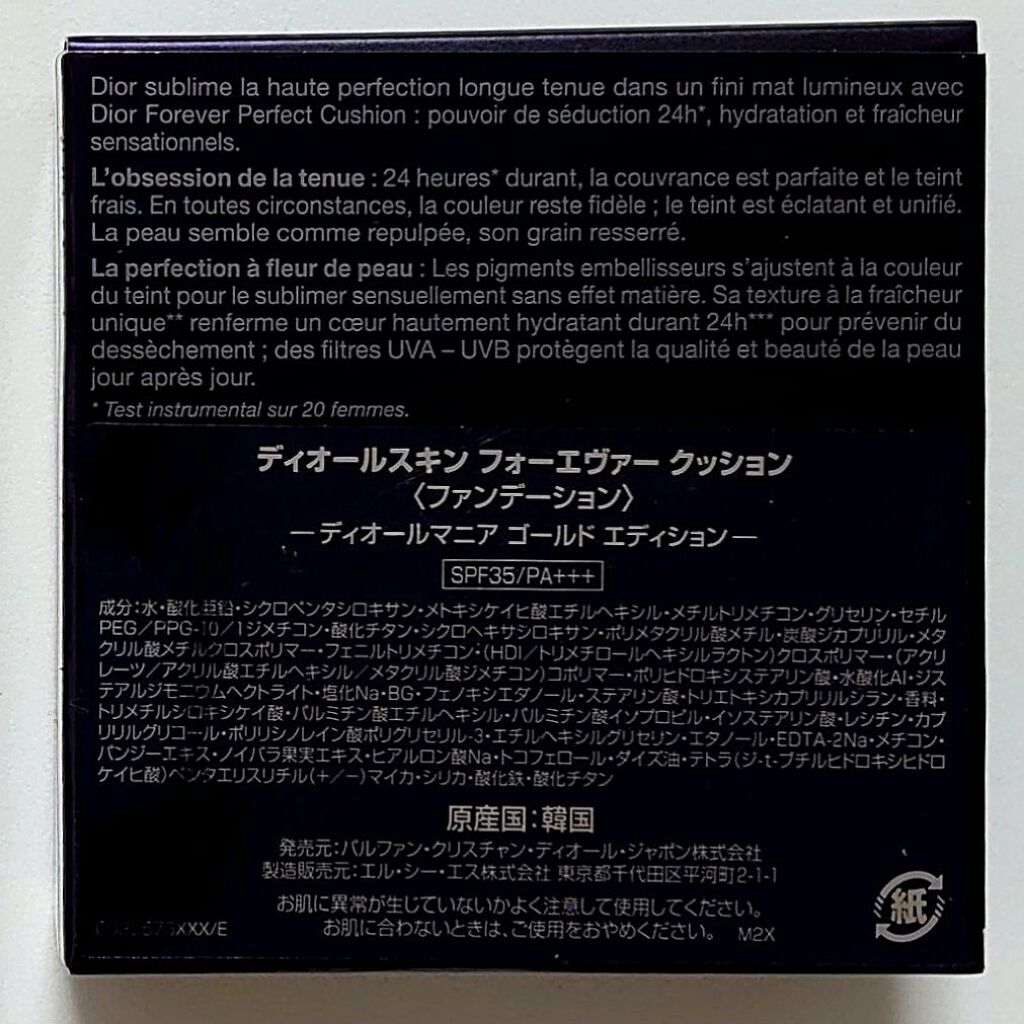 Dior sublime la haute perfection longue tenue dans un fini mat lumineux avec
Dior Forever Perfect Cushion : pouvoir de séduction 24h*, hydratation et fraîcheur
sensationnels.
L'obsession de la tenue : 24 heures* durant, la couvrance est parfaite et le teint
frais. En toutes circonstances, la couleur reste fidèle ; le teint est éclatant et unifié.
La peau semble comme repulpée, son grain resserré.
La perfection à fleur de peau : Les pigments embellisseurs s'ajustent à la couleur
du teint pour le sublimer sensuellement sans effet matière. Sa texture à la fraîcheur
unique** renferme un cœur hautement hydratant durant 24h*** pour prévenir du
dessèchement ; des filtres UVA – UVB protègent la qualité et beauté de la peau
jour après jour.
* Test instrumental sur 20 femmes.
ディオールスキン フォーエヴァー クッション
〈ファンデーション〉
—ディオールマニア ゴールド エディション—
SPF35/PA+++
成分：水・酸化亜鉛・シクロペンタシロキサン・メトキシケイヒ酸エチルヘキシル・メチルトリメチコン・グリセリン・セチル
PEG／PPG-10／1ジメチコン・酸化チタン・シクロヘキサシロキサン・ポリメタクリル酸メチル・炭酸ジカプリリル・メタ
クリル酸メチルクロスポリマー・フェニルトリメチコン・（HDI／トリメチロールヘキシルラクトン）クロスポリマー・（アクリ
レーツ／アクリル酸エチルヘキシル／メタクリル酸ジメチコン）コポリマー・ポリヒドロキシステアリン酸・水酸化Al・ジス
テアルジモニウムヘクトライト・塩化Na・BG・フェノキシエタノール・ステアリン酸・トリエトキシカプリリルシラン・香料・
トリメチルシロキシケイ酸・パルミチン酸エチルヘキシル・パルミチン酸イソプロピル・イソステアリン酸・レシチン・カプ
リリルグリコール・ポリリシノレイン酸ポリグリセリル-3・エチルヘキシルグリセリン・エタノール・EDTA-2Na・メチコン・
パンジーエキス・ノイバラ果実エキス・ヒアルロン酸Na・トコフェロール・ダイズ油・テトラ（ジ-t-ブチルヒドロキシヒドロ
ケイヒ酸）ペンタエリスリチル（＋／−）マイカ・シリカ・酸化鉄・酸化チタン
原産国：韓国
発売元：パルファン・クリスチャン・ディオール・ジャポン株式会社
製造販売元：エル・シー・エス株式会社 東京都千代田区平河町2-1-1
お肌に異常が生じていないかよく注意して使用してください。
お肌に合わないときは、ご使用をおやめください。 M2X
紙